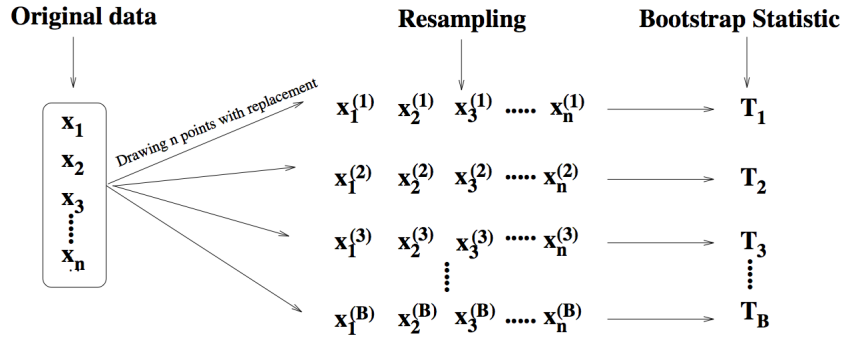 Original data Resampling Bootstrap Statistic
Drawing n points with replacement
x₁
x₂
x₃
......
xₙ
x₁⁽¹⁾ x₂⁽¹⁾ x₃⁽¹⁾ ..... xₙ⁽¹⁾ T₁
x₁⁽²⁾ x₂⁽²⁾ x₃⁽²⁾ ..... xₙ⁽²⁾ T₂
x₁⁽³⁾ x₂⁽³⁾ x₃⁽³⁾ ..... xₙ⁽³⁾ T₃
x₁⁽ᴮ⁾ x₂⁽ᴮ⁾ x₃⁽ᴮ⁾ ..... xₙ⁽ᴮ⁾ T_B